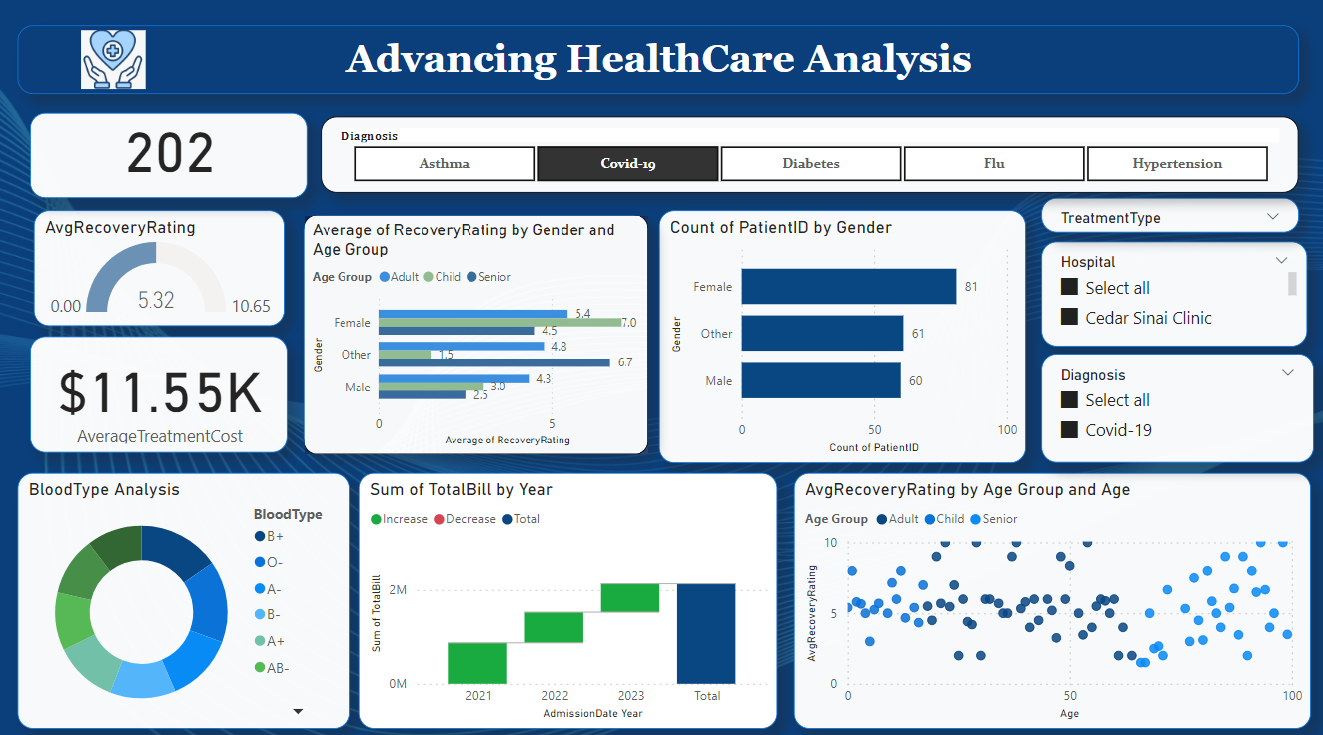 Advancing HealthCare Analysis
202
Diagnosis
Asthma
Covid-19
Diabetes
Flu
Hypertension
AvgRecoveryRating
0.00
5.32
10.65
$11.55K
AverageTreatmentCost
Average of RecoveryRating by Gender and
Age Group
Age Group Adult Child Senior
Gender
Female
5.4
7.0
4.5
Other
4.8
1.5
6.7
Male
4.3
3.0
2.5
0 5
Average of RecoveryRating
Count of PatientID by Gender
Gender
Female 81
Other 61
Male 60
0 50 100
Count of PatientID
TreatmentType
Hospital
Select all
Cedar Sinai Clinic
Diagnosis
Select all
Covid-19
BloodType Analysis
BloodType
B+
O-
A-
B-
A+
AB-
Sum of TotalBill by Year
Increase Decrease Total
Sum of TotalBill
2M
0M
2021 2022 2023 Total
AdmissionDate Year
AvgRecoveryRating by Age Group and Age
Age Group Adult Child Senior
AvgRecoveryRating
10
5
0
0 50 100
Age